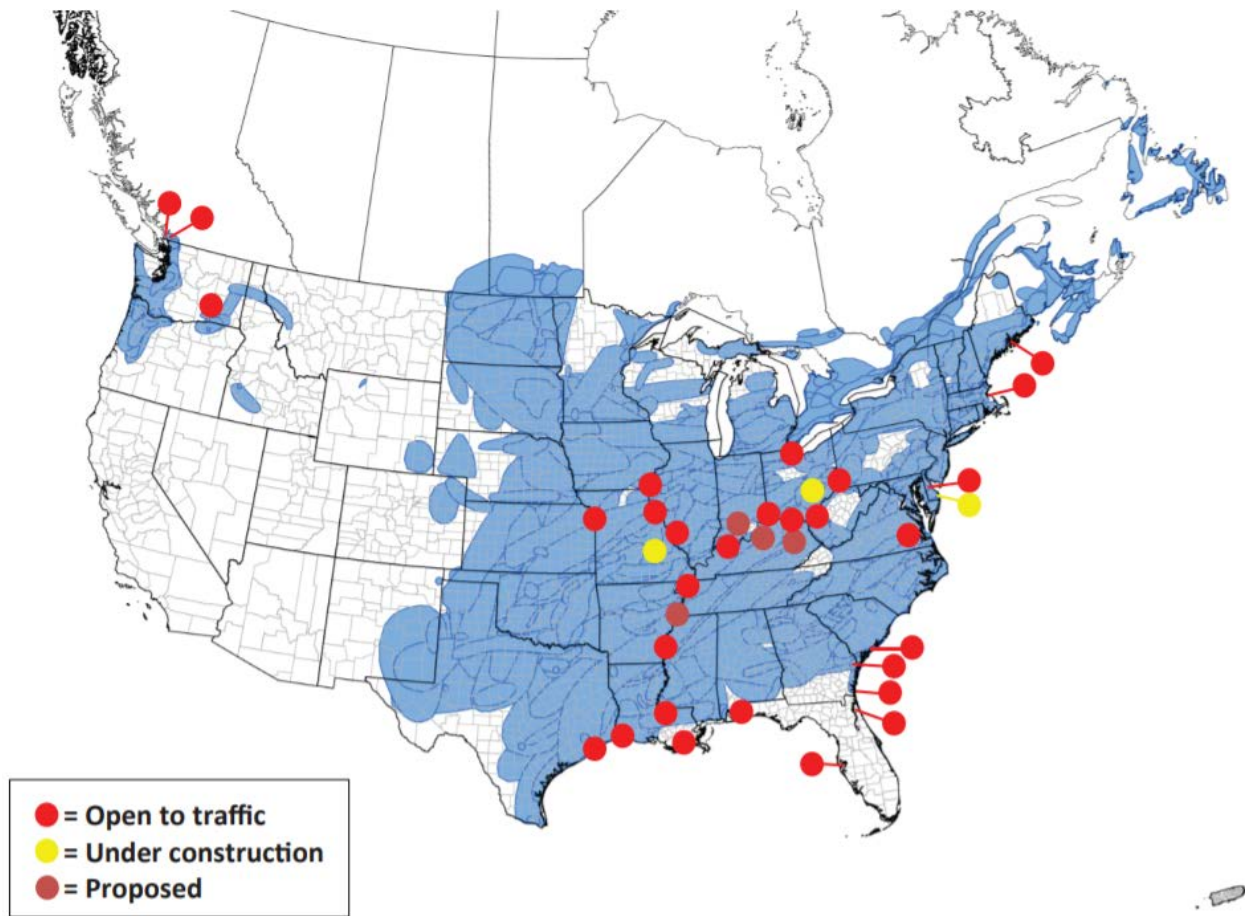 = Open to traffic
= Under construction
= Proposed